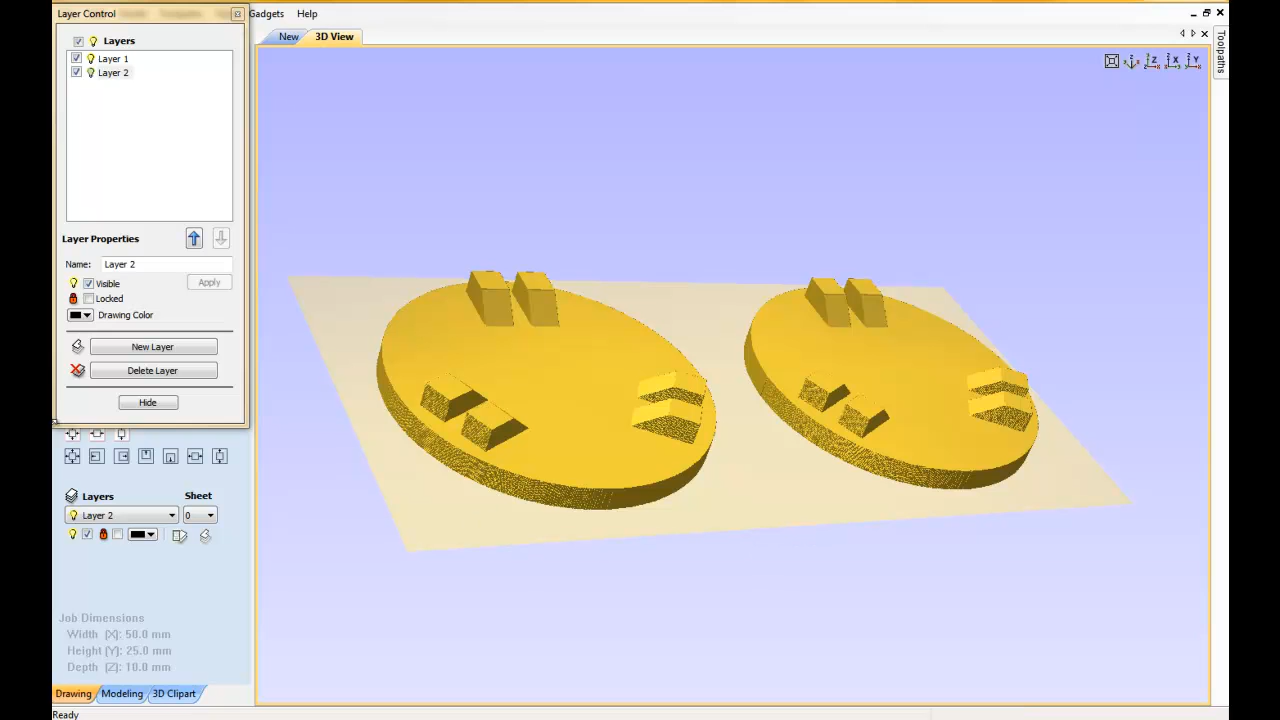 Layer Control
Gadgets Help
New 3D View
Toolpaths
Layers
Layer 1
Layer 2
Layer Properties
Name: Layer 2
Visible Apply
Locked
Drawing Color
New Layer
Delete Layer
Hide
Layers Sheet
Layer 2 0
Job Dimensions
Width [X]: 50.0 mm
Height [Y]: 25.0 mm
Depth [Z]: 10.0 mm
Drawing Modeling 3D Clipart
Ready